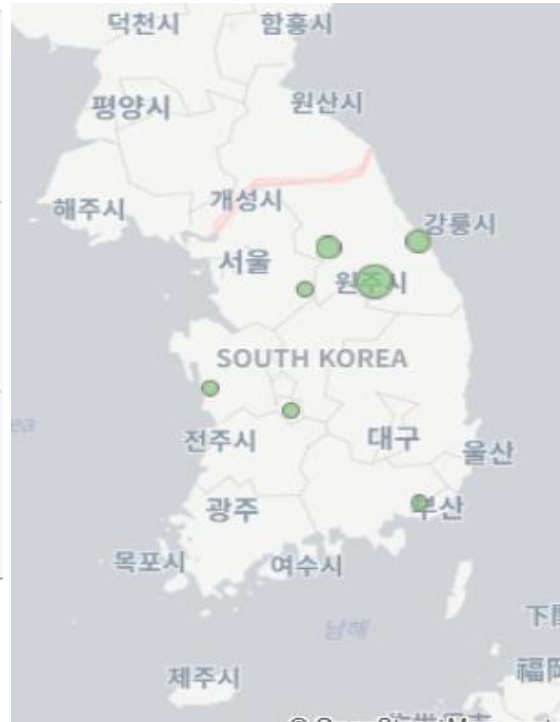 덕천시
함흥시
평양시
원산시
해주시
개성시
강릉시
서울
원주시
SOUTH KOREA
전주시
대구
울산
광주
부산
목포시
여수시
남해
제주시
ea
下
福岡